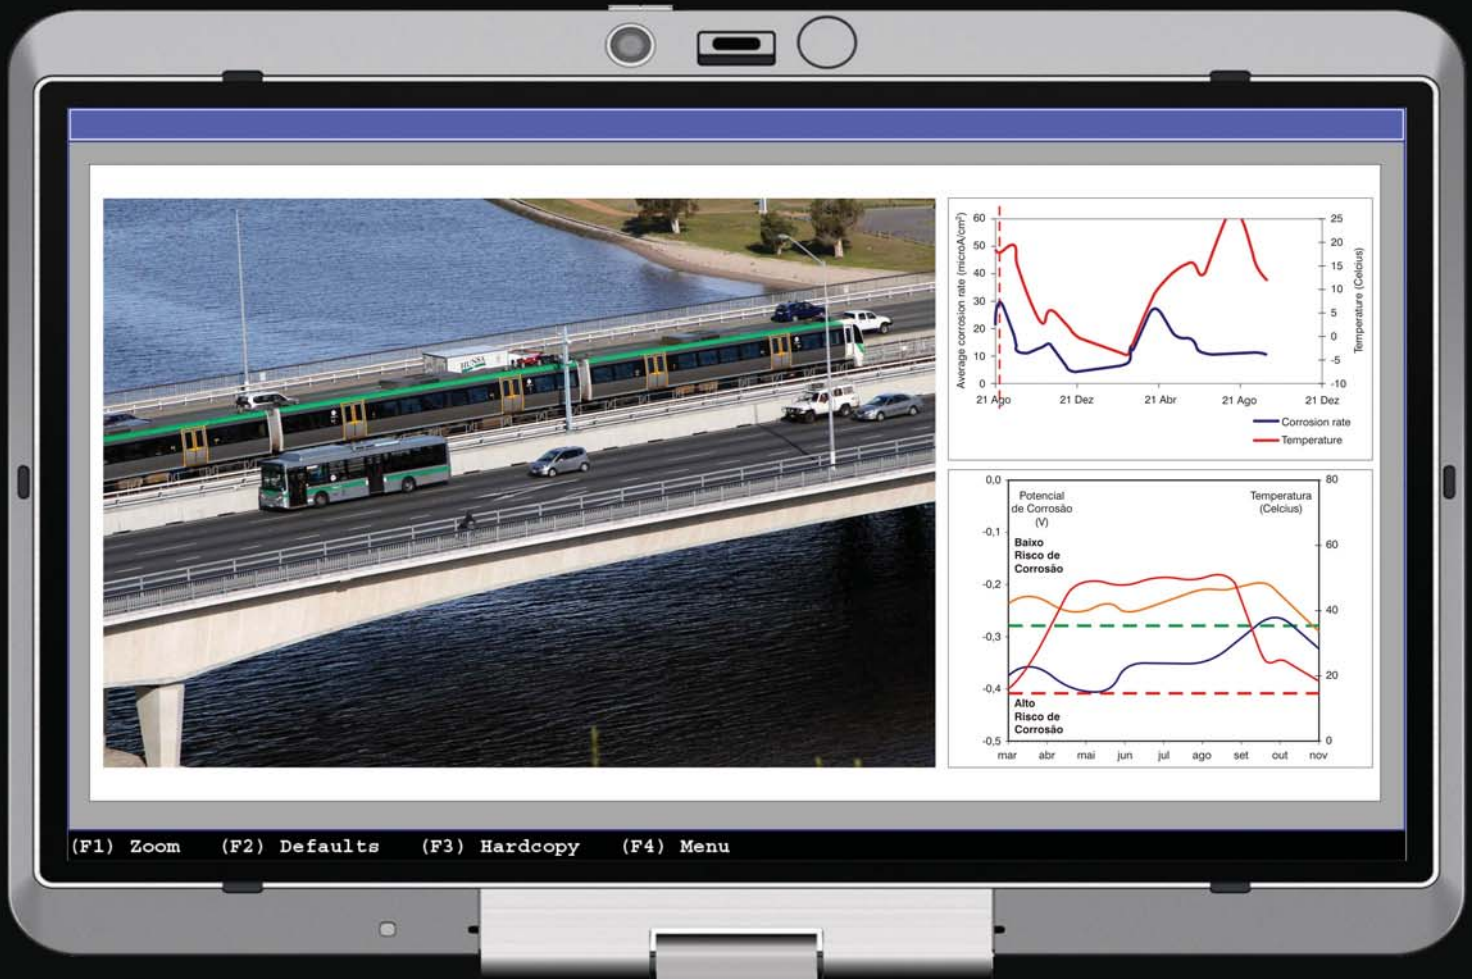 HUNSA
60
50
40
30
20
10
0
Average corrosion rate (microA/cm²)
25
20
15
10
5
0
-5
-10
Temperature (Celcius)
21 Ago
21 Dez
21 Abr
21 Ago
21 Dez
Corrosion rate
Temperature
0,0
-0,1
-0,2
-0,3
-0,4
-0,5
Potencial
de Corrosão
(V)
Baixo
Risco de
Corrosão
Alto
Risco de
Corrosão
Temperatura
(Celcius)
80
60
40
20
0
mar abr mai jun jul ago set out nov
(F1) Zoom (F2) Defaults (F3) Hardcopy (F4) Menu